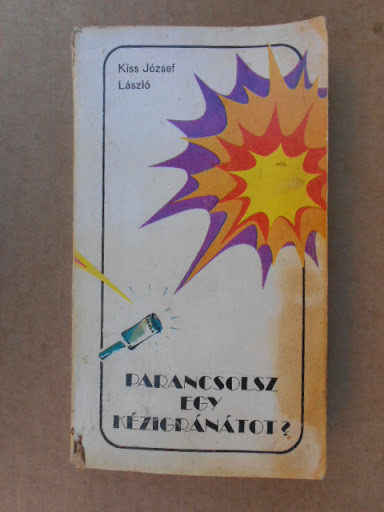 Kiss József
László
PARANCSOLSZ
EGY
KÉZIGRÁNÁTOT?